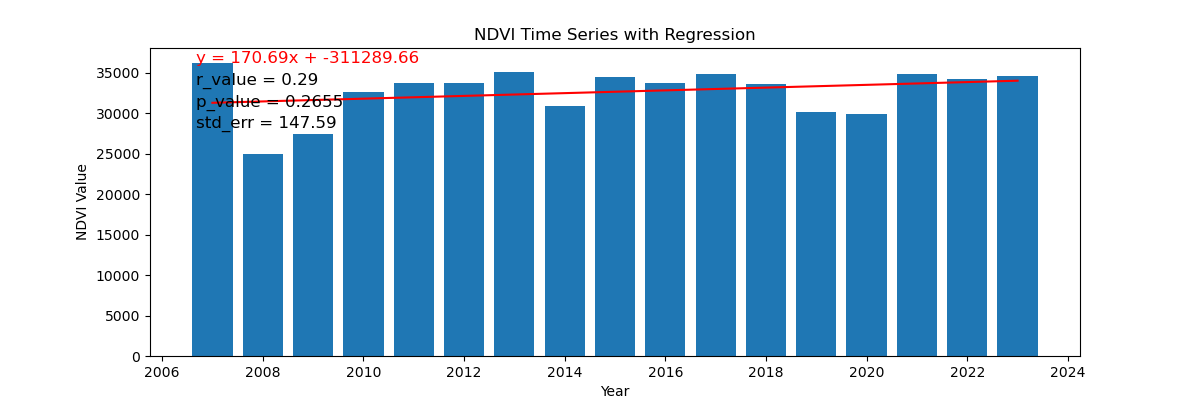 NDVI Time Series with Regression
y = 170.69x + -311289.66
r_value = 0.29
p_value = 0.2655
std_err = 147.59
NDVI Value
35000
30000
25000
20000
15000
10000
5000
0
2006 2008 2010 2012 2014 2016 2018 2020 2022 2024
Year